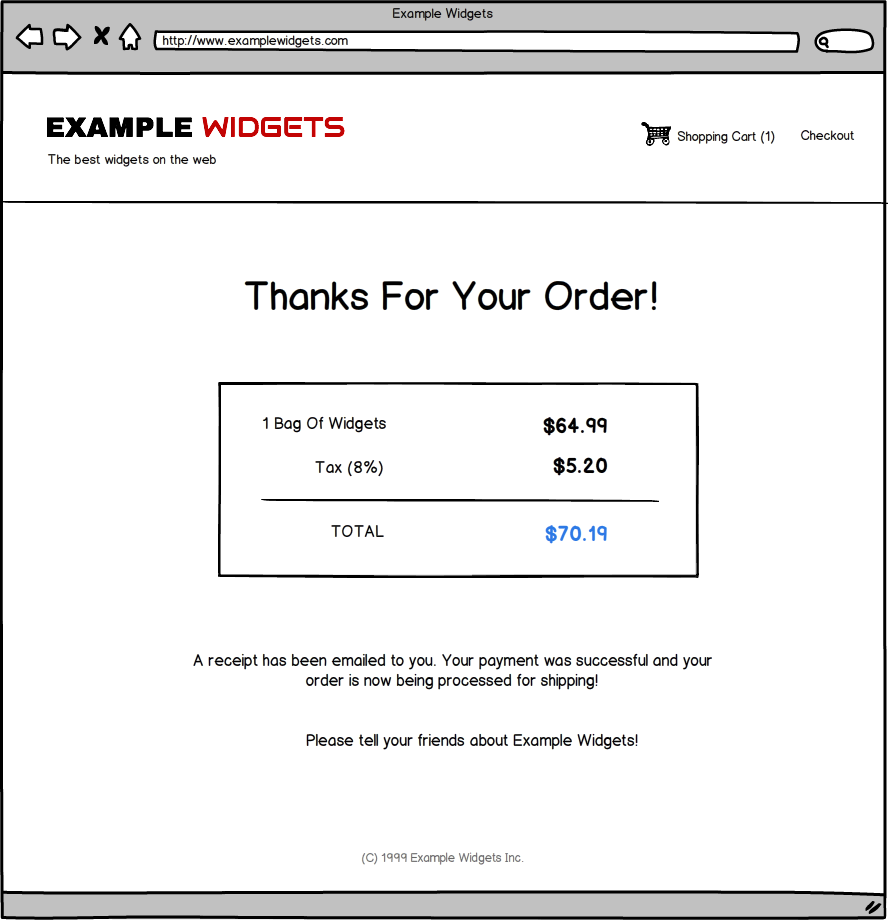 Example Widgets
http://www.examplewidgets.com
EXAMPLE WIDGETS
The best widgets on the web
Shopping Cart (1)
Checkout
Thanks For Your Order!
1 Bag Of Widgets $64.99
Tax (8%) $5.20
TOTAL $70.19
A receipt has been emailed to you. Your payment was successful and your
order is now being processed for shipping!
Please tell your friends about Example Widgets!
(C) 1999 Example Widgets Inc.